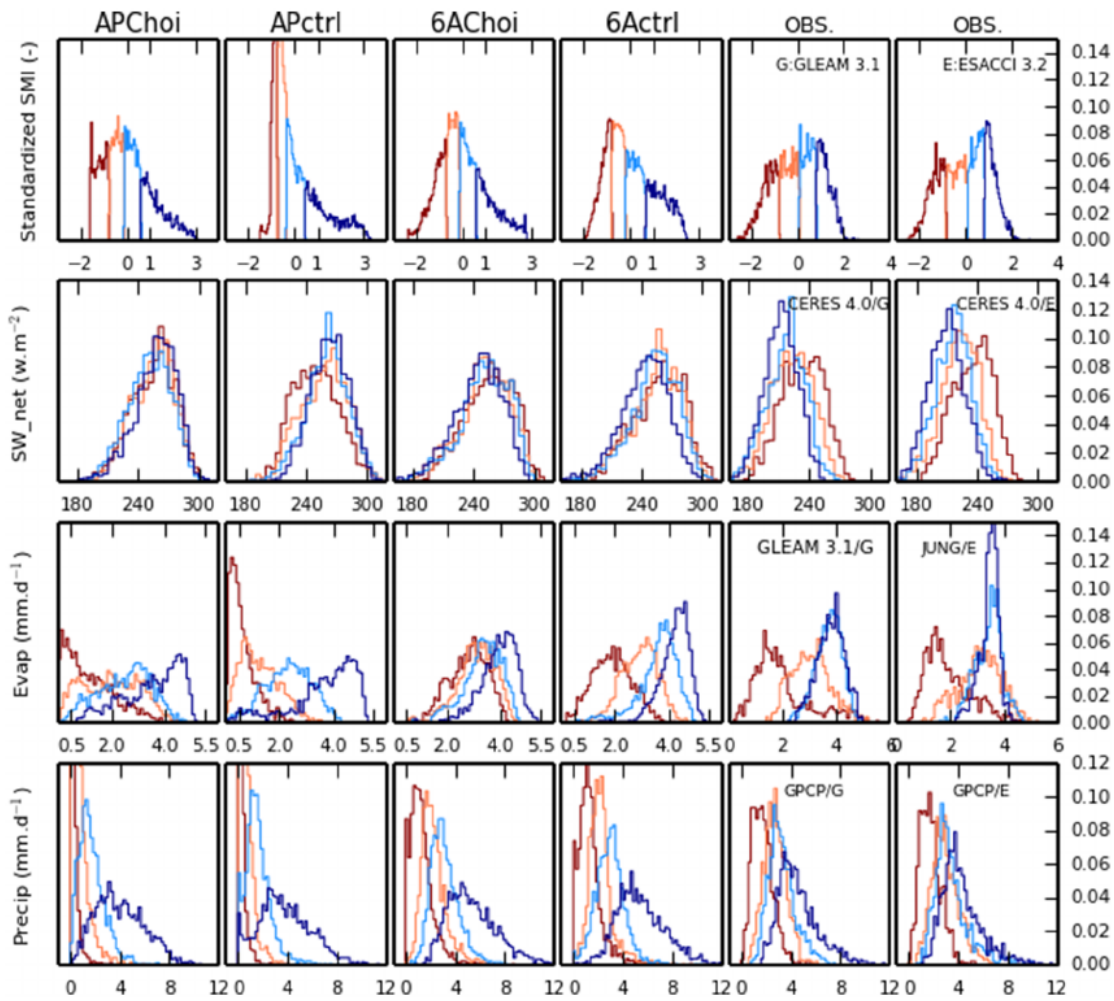 APChoi APctrl 6AChoi 6Actrl OBS. OBS.
Standardized SMI (-)
G:GLEAM 3.1 E:ESACCI 3.2
0.14
0.12
0.10
0.08
0.06
0.04
0.02
0.00
−2 0 1 3 −2 0 1 3 −2 0 1 3 −2 0 1 3 −2 0 2 4 −2 0 2 4
SW_net (w.m⁻²)
CERES 4.0/G CERES 4.0/E
0.14
0.12
0.10
0.08
0.06
0.04
0.02
0.00
180 240 300 180 240 300 180 240 300 180 240 300 180 240 300 180 240 300
Evap (mm.d⁻¹)
GLEAM 3.1/G JUNG/E
0.14
0.12
0.10
0.08
0.06
0.04
0.02
0.00
0.5 2.0 4.0 5.5 0.5 2.0 4.0 5.5 0.5 2.0 4.0 5.5 0.5 2.0 4.0 5.5 0 2 4 6 0 2 4 6
Precip (mm.d⁻¹)
GPCP/G GPCP/E
0.12
0.10
0.08
0.06
0.04
0.02
0.00
0 4 8 12 0 4 8 12 0 4 8 12 0 4 8 12 0 4 8 12 0 4 8 12